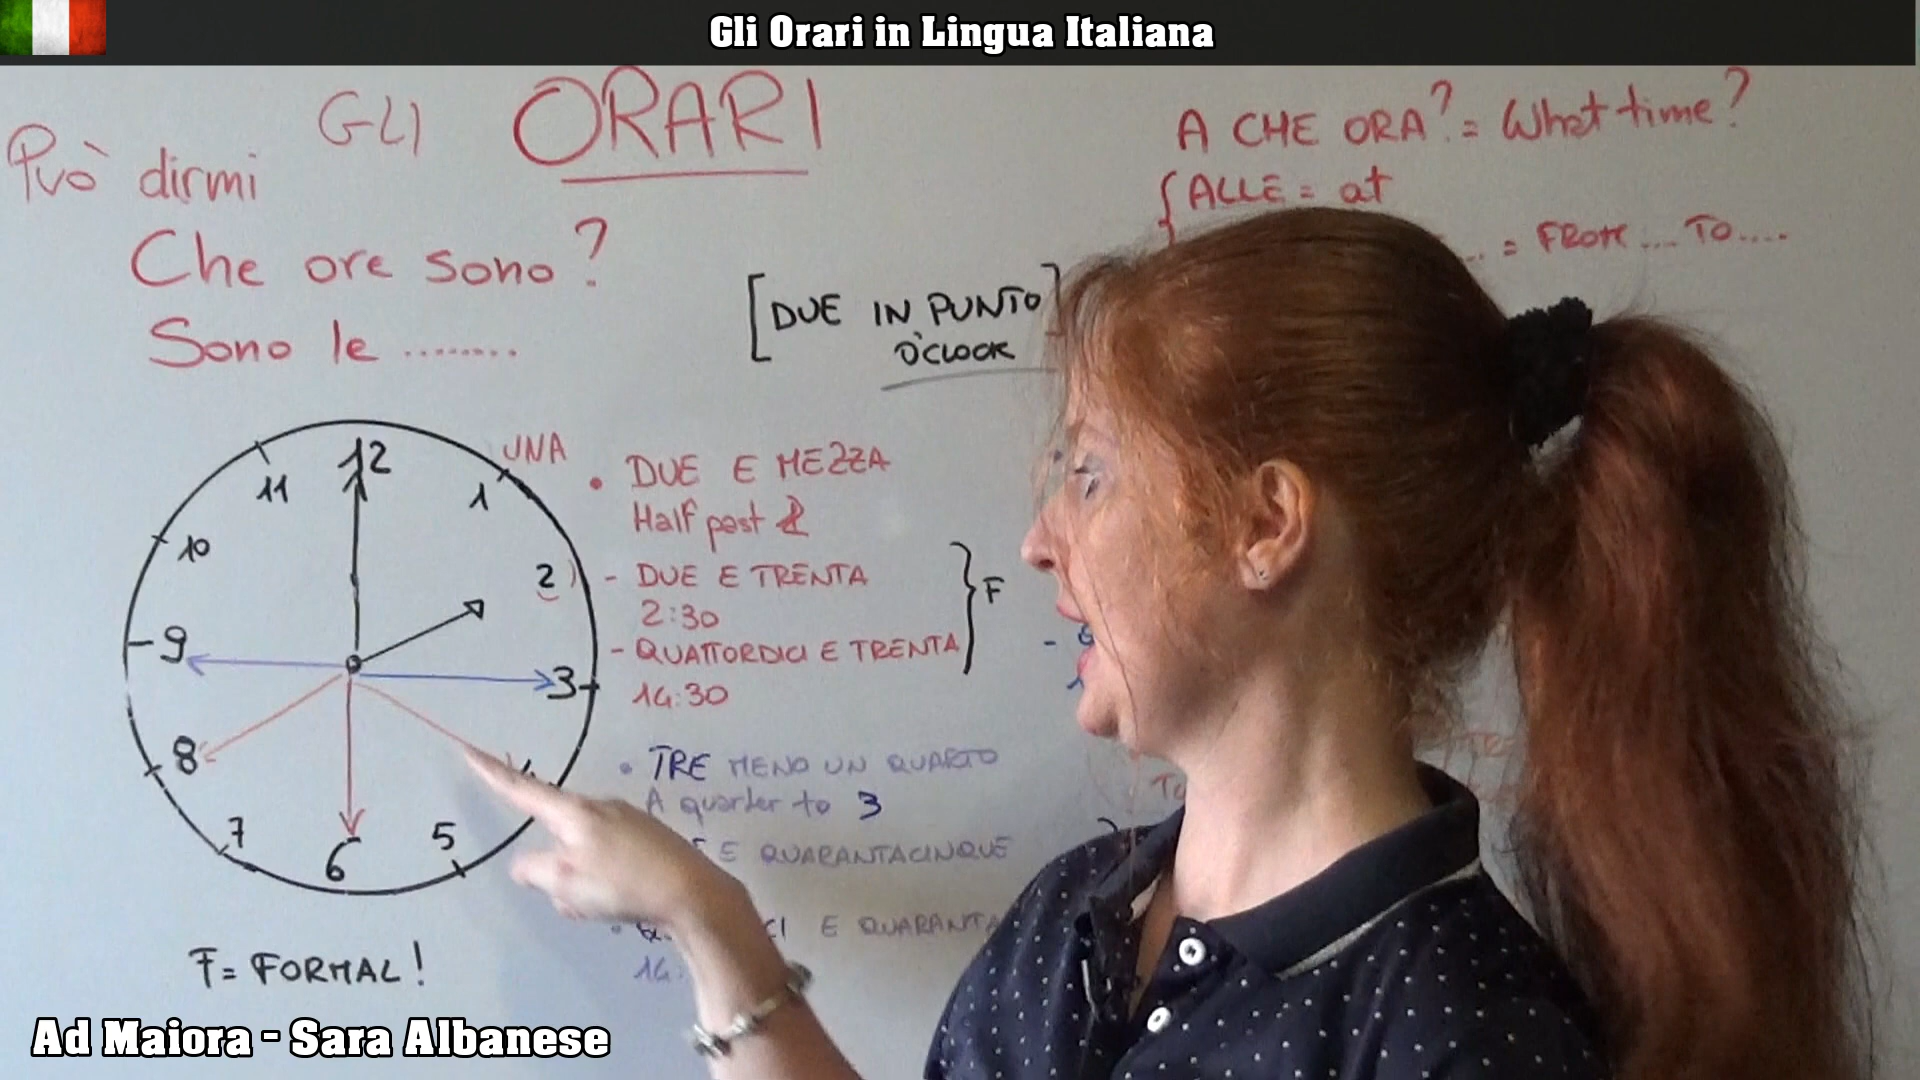 Gli Orari in Lingua Italiana
GLI ORARI
Può dirmi
Che ore sono?
Sono le ........
A CHE ORA? = What time?
ALLE = at
= FROM .... TO ....
[DUE IN PUNTO]
O'CLOCK
UNA
12
11
1
10
2
9
3
8
7
6
5
• DUE E MEZZA
Half past 2
- DUE E TRENTA
2:30
- QUATTORDICI E TRENTA
14:30
F
• TRE MENO UN QUARTO
A quarter to 3
E QUARANTACINQUE
CI E QUARANTA
14:
F = FORMAL!
Ad Maiora - Sara Albanese